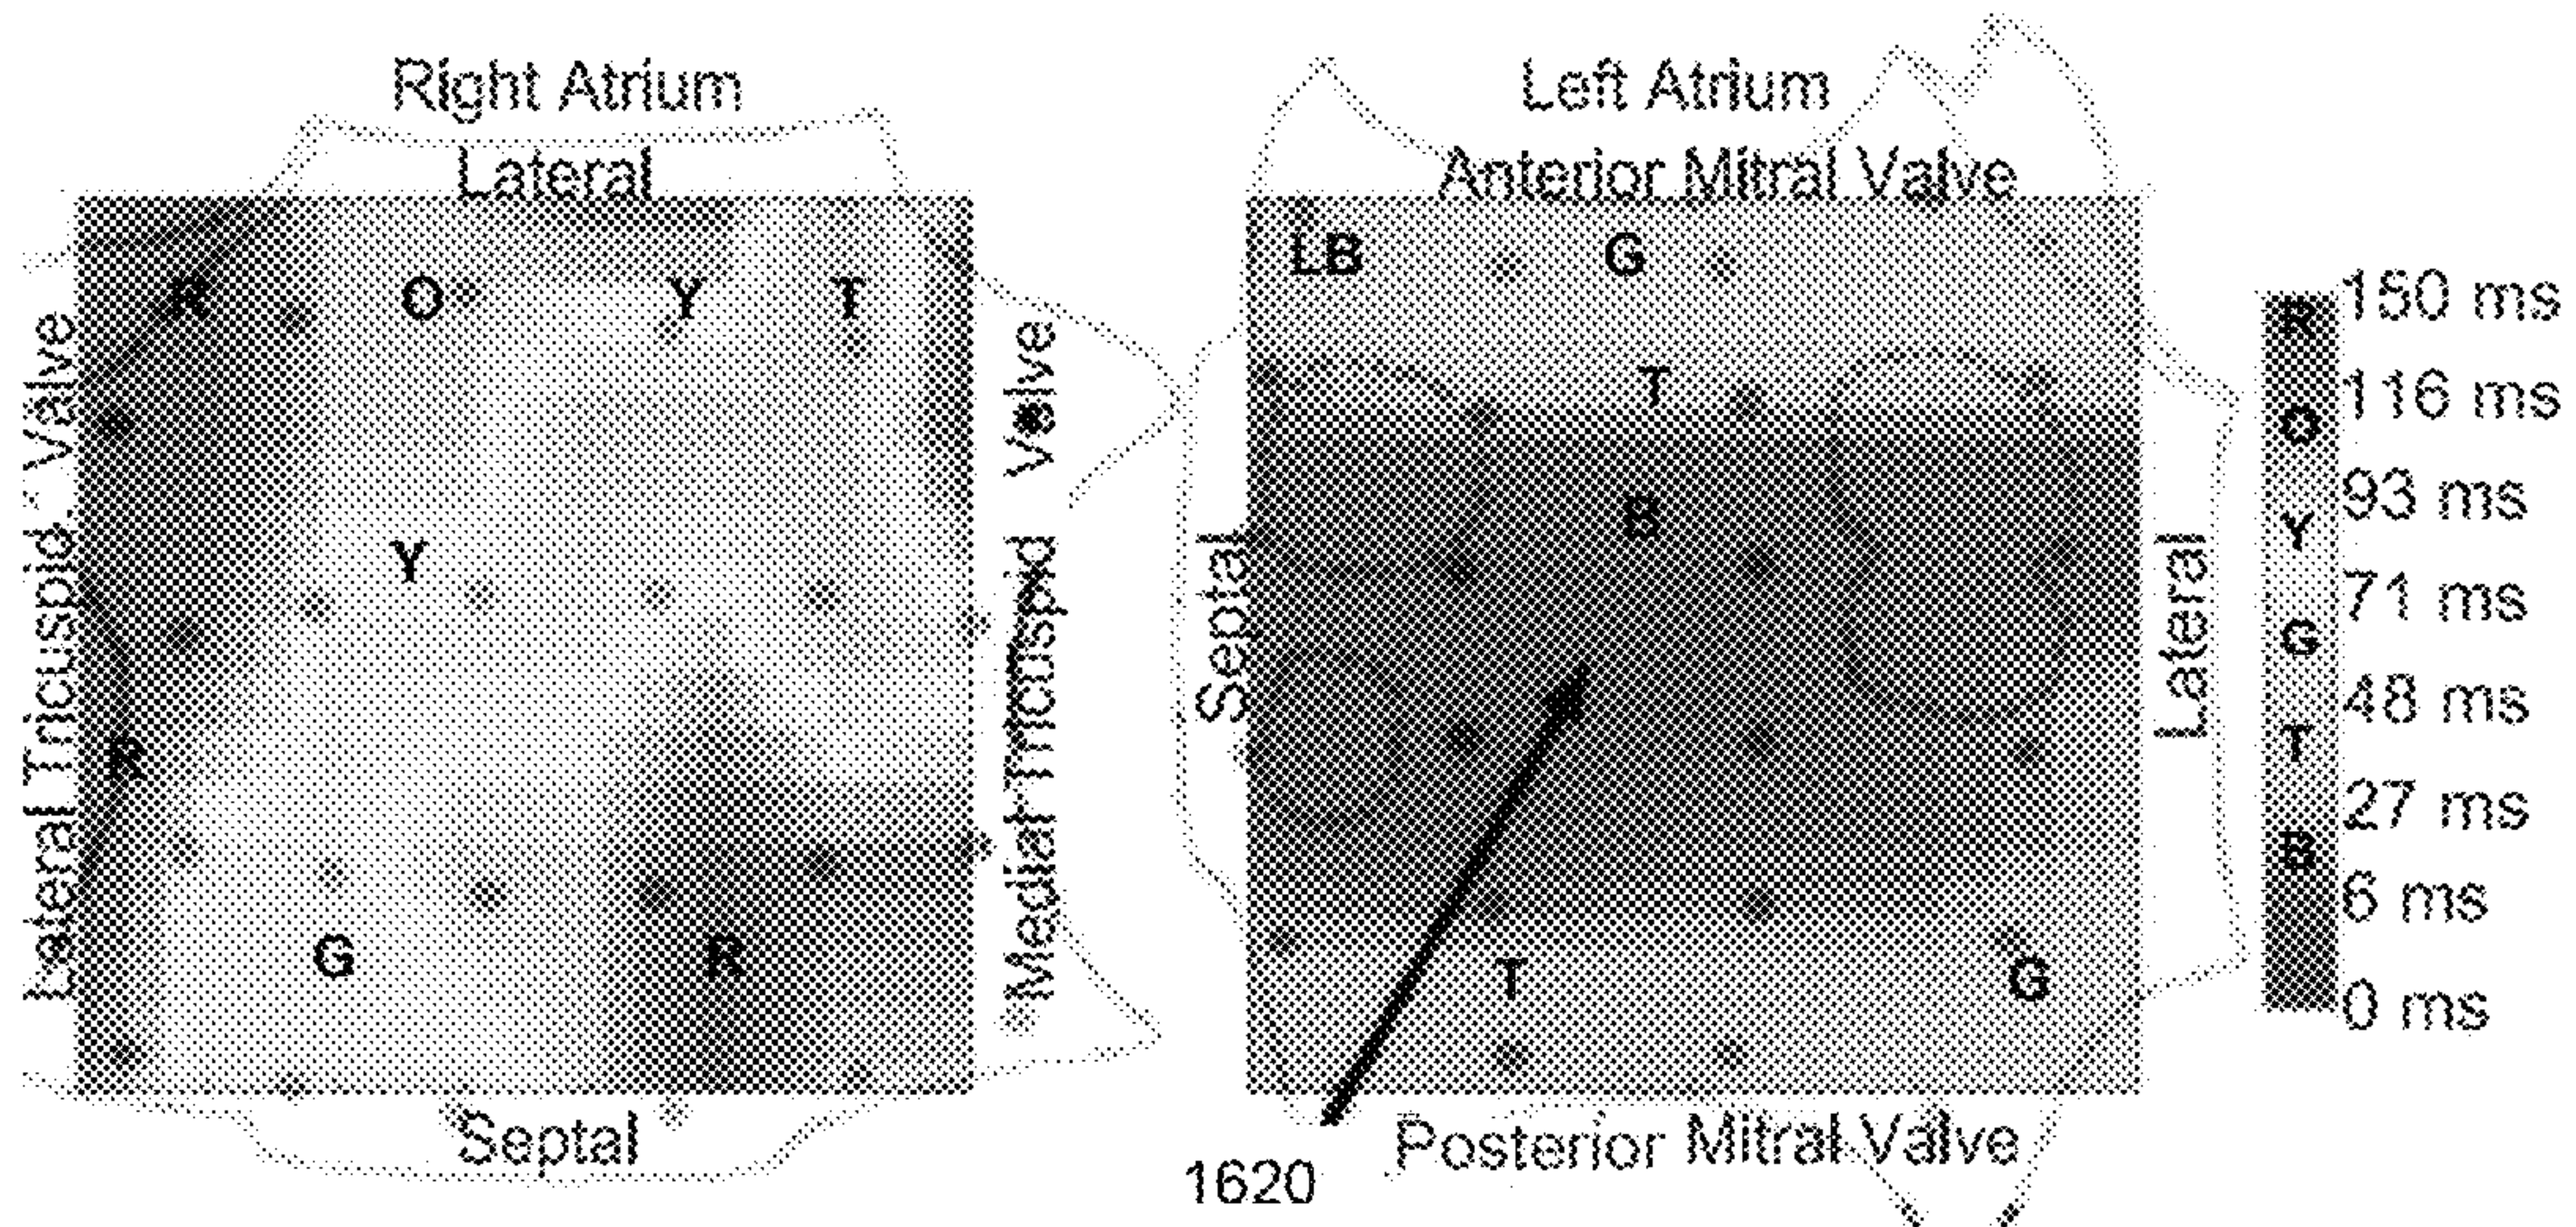 Right Atrium
Lateral
Lateral Tricuspid. Valve
Medial Tricuspid Valve
Septal
R
O
Y
T
Y
R
G
R
Left Atrium
Anterior Mitral Valve
Septal
Lateral
Posterior Mitral Valve
LB
G
T
B
T
G
1620
R
O
Y
G
T
B
150 ms
116 ms
93 ms
71 ms
48 ms
27 ms
6 ms
0 ms